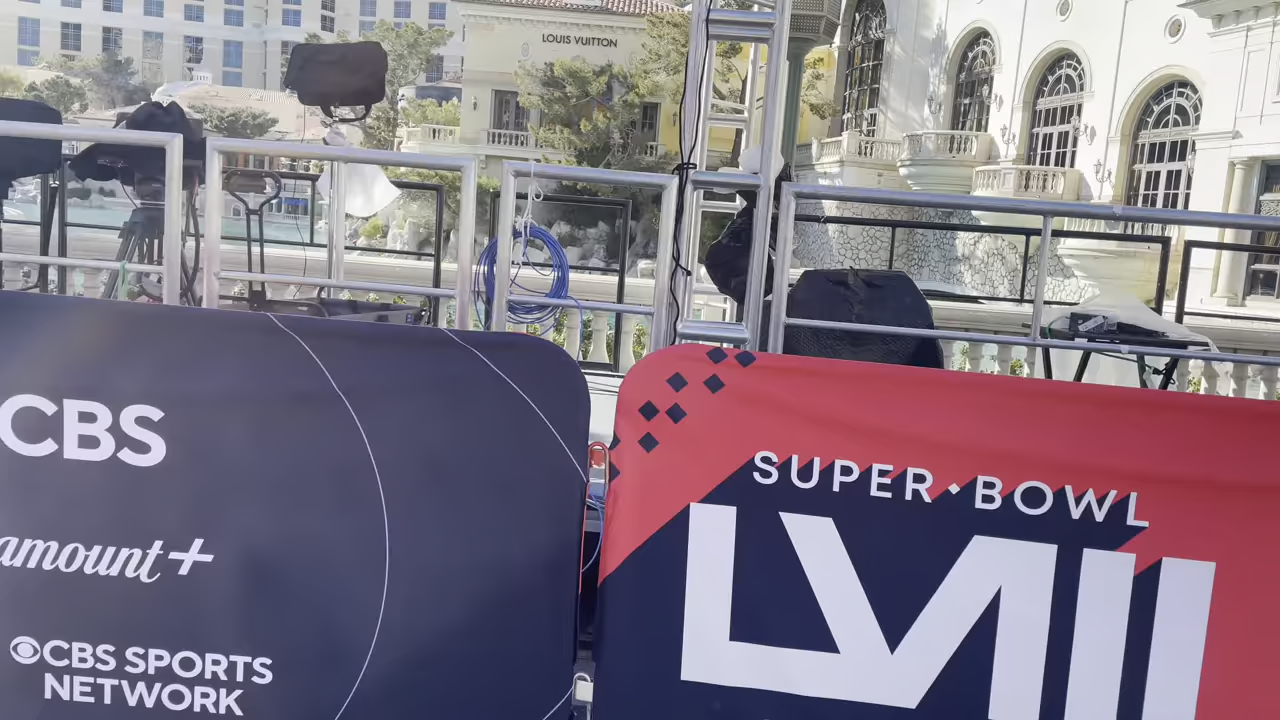 LOUIS VUITTON
CBS
amount+
CBS SPORTS
NETWORK
SUPER BOWL
LVIII